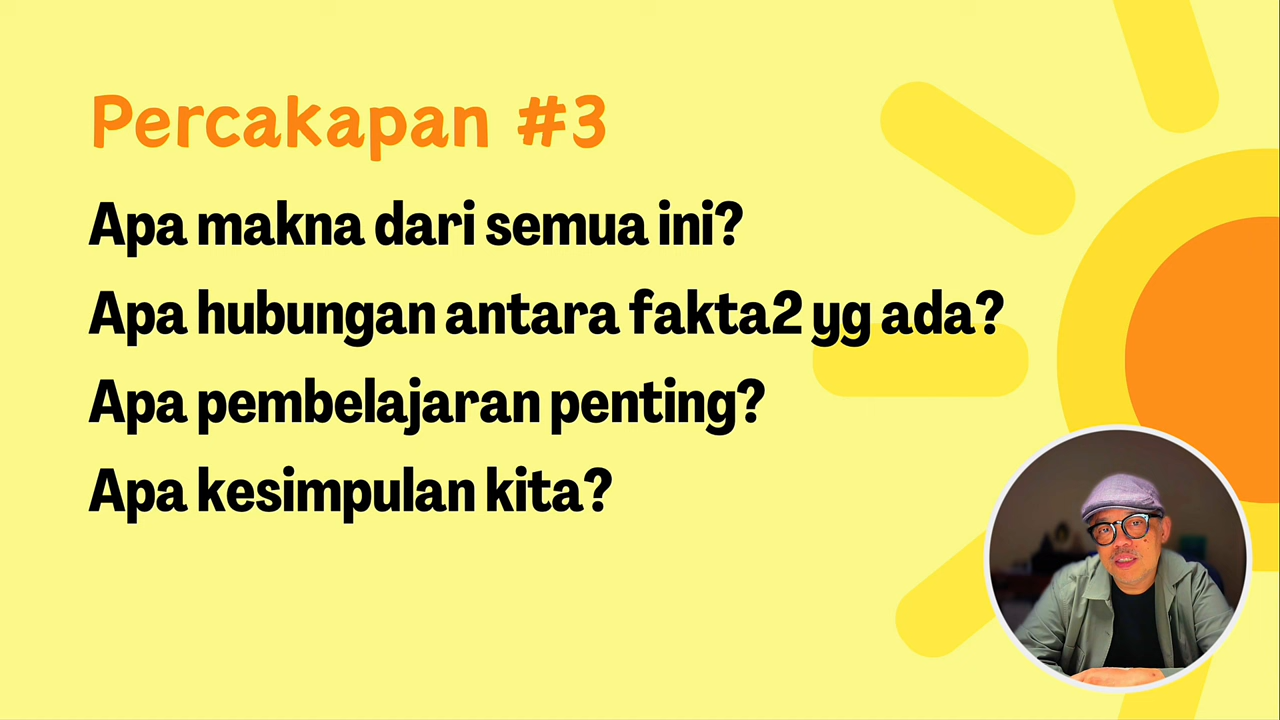 Percakapan #3
Apa makna dari semua ini?
Apa hubungan antara fakta2 yg ada?
Apa pembelajaran penting?
Apa kesimpulan kita?